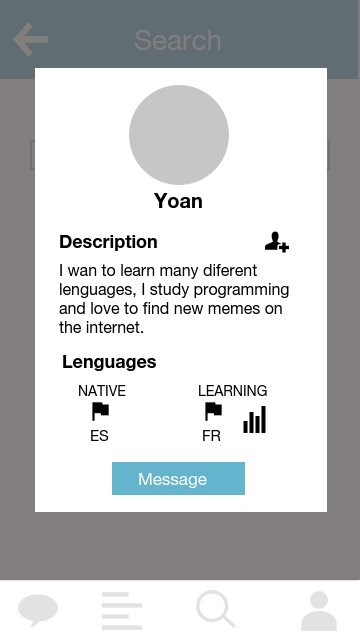 Search
Yoan
Description
I wan to learn many diferent
lenguages, I study programming
and love to find new memes on
the internet.
Lenguages
NATIVE LEARNING
ES FR
Message